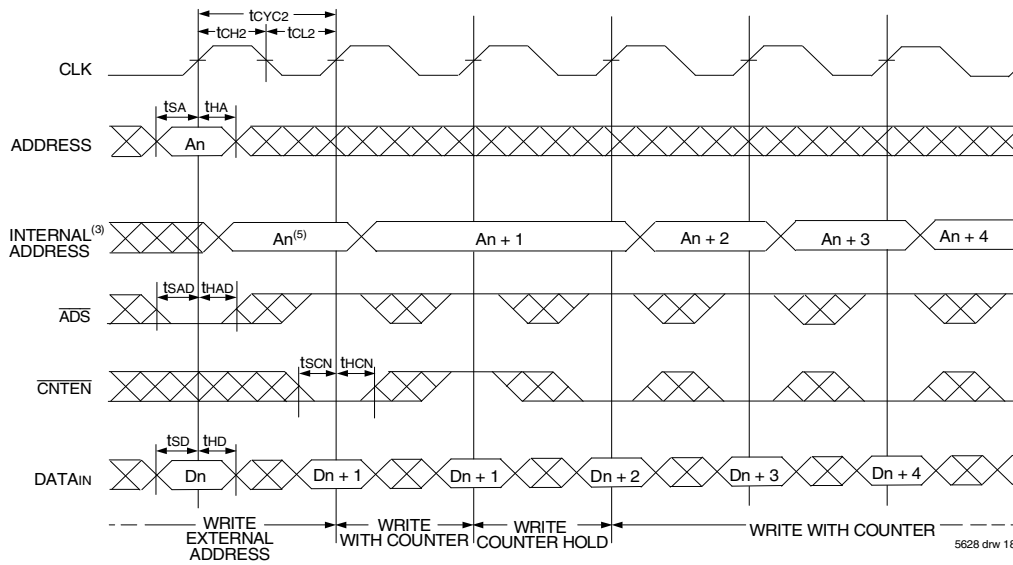 tCYC2
tCH2 tCL2
CLK
tSA tHA
ADDRESS An
INTERNAL(3)
ADDRESS
An(5) An + 1 An + 2 An + 3 An + 4
tSAD tHAD
ADS
tSCN tHCN
CNTEN
tSD tHD
DATAIN Dn Dn + 1 Dn + 1 Dn + 2 Dn + 3 Dn + 4
WRITE
EXTERNAL
ADDRESS
WRITE
WITH COUNTER
WRITE
COUNTER HOLD
WRITE WITH COUNTER
5628 drw 18